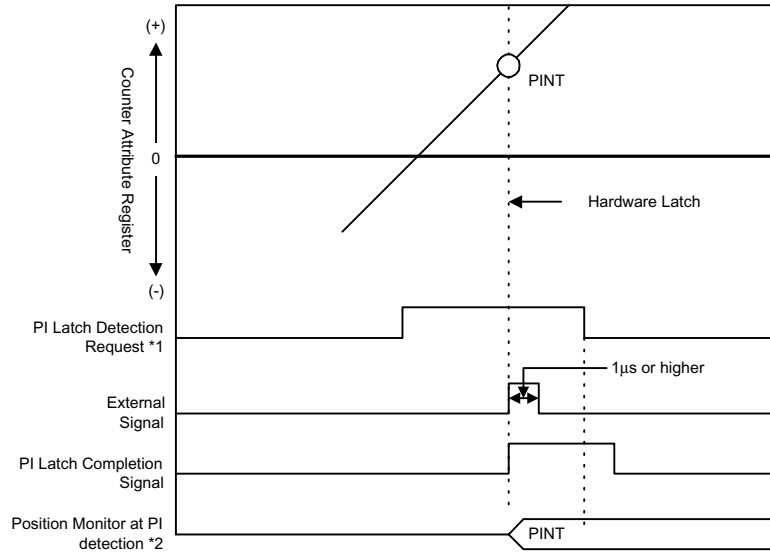 (+)
Counter Attribute Register
0
(-)
PINT
Hardware Latch
PI Latch Detection
Request *1
1µs or higher
External
Signal
PI Latch Completion
Signal
Position Monitor at PI
detection *2
PINT